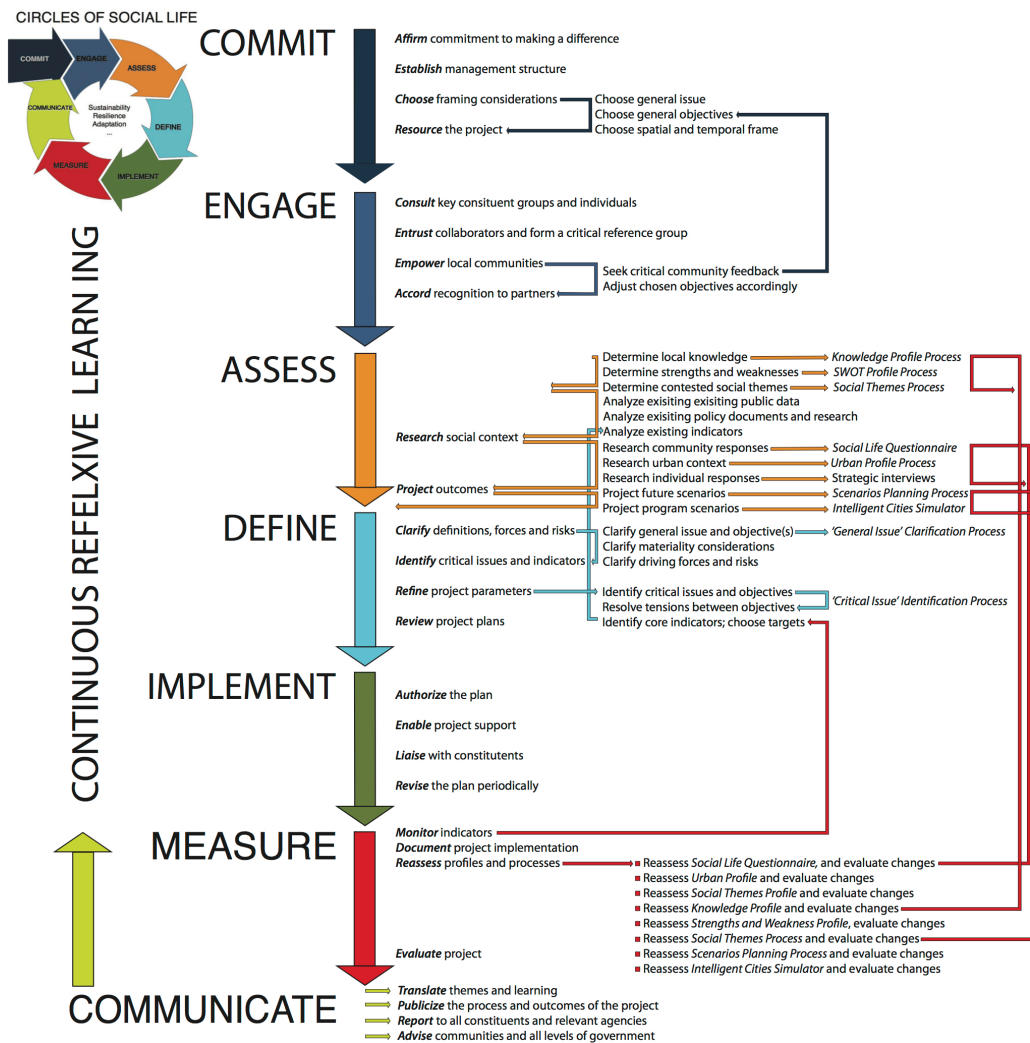 CIRCLES OF SOCIAL LIFE
COMMIT
ENGAGE
ASSESS
DEFINE
IMPLEMENT
MEASURE
COMMUNICATE
Sustainability
Resilience
Adaptation
...
CONTINUOUS REFELXIVE LEARNING
COMMIT
Affirm commitment to making a difference
Establish management structure
Choose framing considerations
Resource the project
Choose general issue
Choose general objectives
Choose spatial and temporal frame
ENGAGE
Consult key constiuent groups and individuals
Entrust collaborators and form a critical reference group
Empower local communities
Accord recognition to partners
Seek critical community feedback
Adjust chosen objectives accordingly
ASSESS
Research social context
Project outcomes
Determine local knowledge
Determine strengths and weaknesses
Determine contested social themes
Analyze exisiting exisiting public data
Analyze exisiting policy documents and research
Analyze existing indicators
Research community responses
Research urban context
Research individual responses
Project future scenarios
Project program scenarios
Knowledge Profile Process
SWOT Profile Process
Social Themes Process
Social Life Questionnaire
Urban Profile Process
Strategic interviews
Scenarios Planning Process
Intelligent Cities Simulator
DEFINE
Clarify definitions, forces and risks
Identify critical issues and indicators
Refine project parameters
Review project plans
Clarify general issue and objective(s)
Clarify materiality considerations
Clarify driving forces and risks
Identify critical issues and objectives
Resolve tensions between objectives
Identify core indicators; choose targets
'General Issue' Clarification Process
'Critical Issue' Identification Process
IMPLEMENT
Authorize the plan
Enable project support
Liaise with constitutents
Revise the plan periodically
MEASURE
Monitor indicators
Document project implementation
Reassess profiles and processes
Evaluate project
Reassess Social Life Questionnaire, and evaluate changes
Reassess Urban Profile and evaluate changes
Reassess Social Themes Profile and evaluate changes
Reassess Knowledge Profile and evaluate changes
Reassess Strengths and Weakness Profile, evaluate changes
Reassess Social Themes Process and evaluate changes
Reassess Scenarios Planning Process and evaluate changes
Reassess Intelligent Cities Simulator and evaluate changes
COMMUNICATE
Translate themes and learning
Publicize the process and outcomes of the project
Report to all constituents and relevant agencies
Advise communities and all levels of government